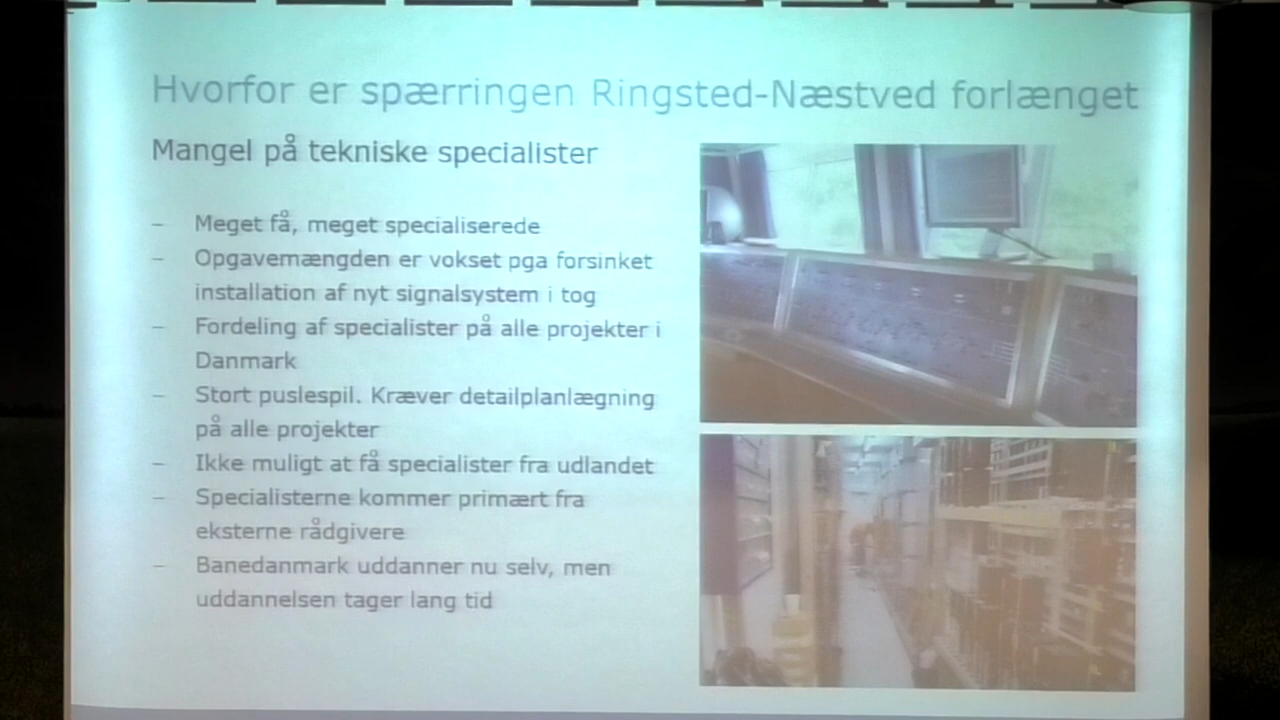 Hvorfor er spærringen Ringsted-Næstved forlænget
Mangel på tekniske specialister
– Meget få, meget specialiserede
– Opgavemængden er vokset pga forsinket
installation af nyt signalsystem i tog
– Fordeling af specialister på alle projekter i
Danmark
– Stort puslespil. Kræver detailplanlægning
på alle projekter
– Ikke muligt at få specialister fra udlandet
– Specialisterne kommer primært fra
eksterne rådgivere
– Banedanmark uddanner nu selv, men
uddannelsen tager lang tid